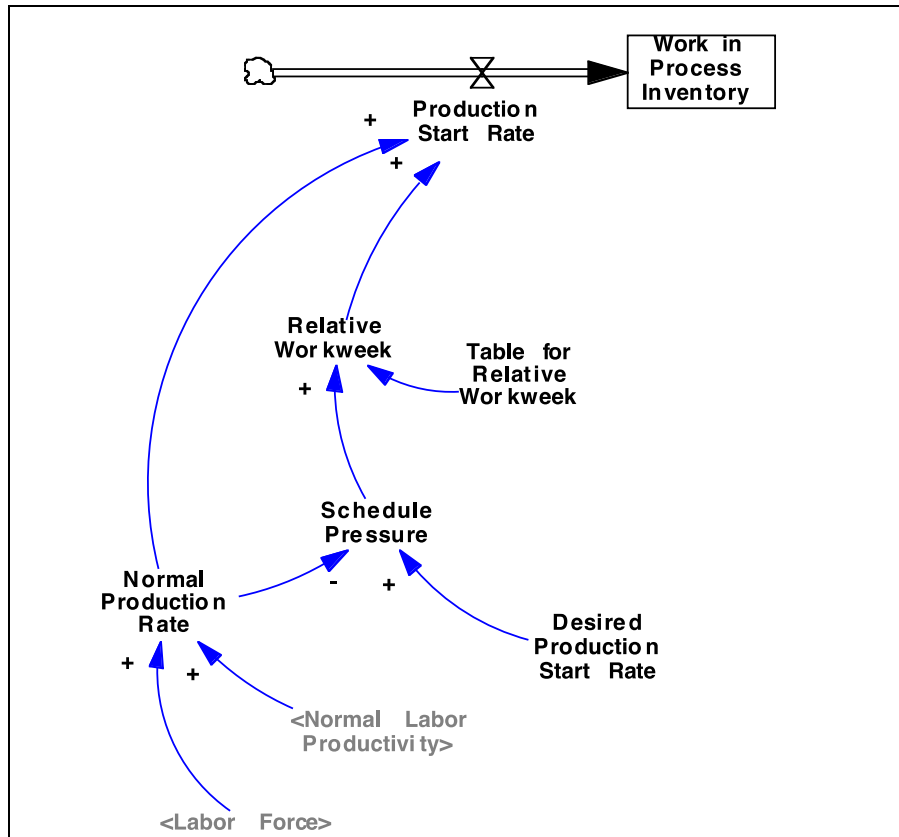 Work in
Process
Inventory
Production
Start Rate
+
+
Relative
Workweek
+
Table for
Relative
Workweek
Schedule
Pressure
-
+
Normal
Production
Rate
+
+
Desired
Production
Start Rate
<Normal Labor
Productivity>
<Labor Force>